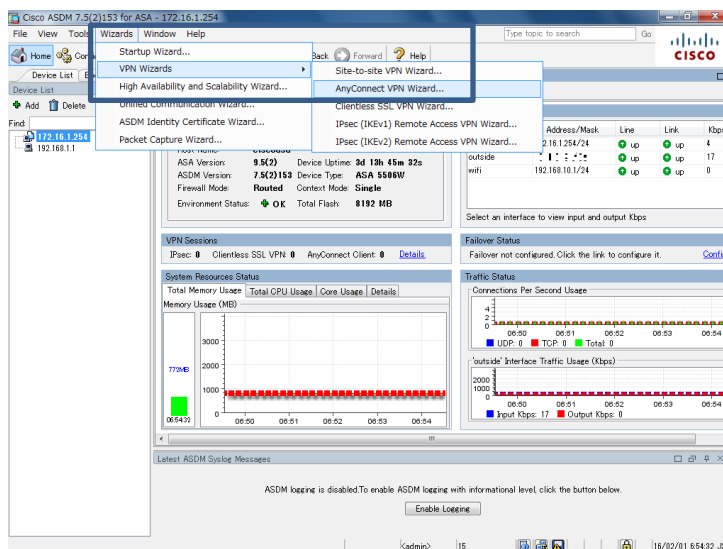 Cisco ASDM 7.5(2)153 for ASA - 172.16.1.254
File View Tools Wizards Window Help
Type topic to search Go
Home Back Forward Help
CISCO
Startup Wizard...
VPN Wizards
High Availability and Scalability Wizard...
Unified Communication Wizard...
ASDM Identity Certificate Wizard...
Packet Capture Wizard...
Site-to-site VPN Wizard...
AnyConnect VPN Wizard...
Clientless SSL VPN Wizard...
IPsec (IKEv1) Remote Access VPN Wizard...
IPsec (IKEv2) Remote Access VPN Wizard...
Device List
Device List
Add Delete
Find:
172.16.1.254
192.168.1.1
ASA Version: 9.5(2) Device Uptime: 3d 13h 45m 32s
ASDM Version: 7.5(2)153 Device Type: ASA 5506W
Firewall Mode: Routed Context Mode: Single
Environment Status: OK Total Flash: 8192 MB
Address/Mask Line Link Kbps
2.16.1.254/24 up up 4
outside up up 17
wifi 192.168.10.1/24 up up 0
Select an interface to view input and output Kbps
VPN Sessions
IPsec: 0 Clientless SSL VPN: 0 AnyConnect Client: 0 Details
Failover Status
Failover not configured. Click the link to configure it. Confi
System Resources Status
Total Memory Usage Total CPU Usage Core Usage Details
Memory Usage (MB)
3000
2000
1000
0
772MB
06:54:32
06:50 06:51 06:52 06:53 06:54
Traffic Status
Connections Per Second Usage
4
2
0
06:50 06:51 06:52 06:53 06:54
UDP: 0 TCP: 0 Total: 0
'outside' Interface Traffic Usage (Kbps)
2000
1000
0
06:50 06:51 06:52 06:53 06:54
Input Kbps: 17 Output Kbps: 0
Latest ASDM Syslog Messages
ASDM logging is disabled.To enable ASDM logging with informational level, click the button below.
Enable Logging
<admin> 15 16/02/01 6:54:32